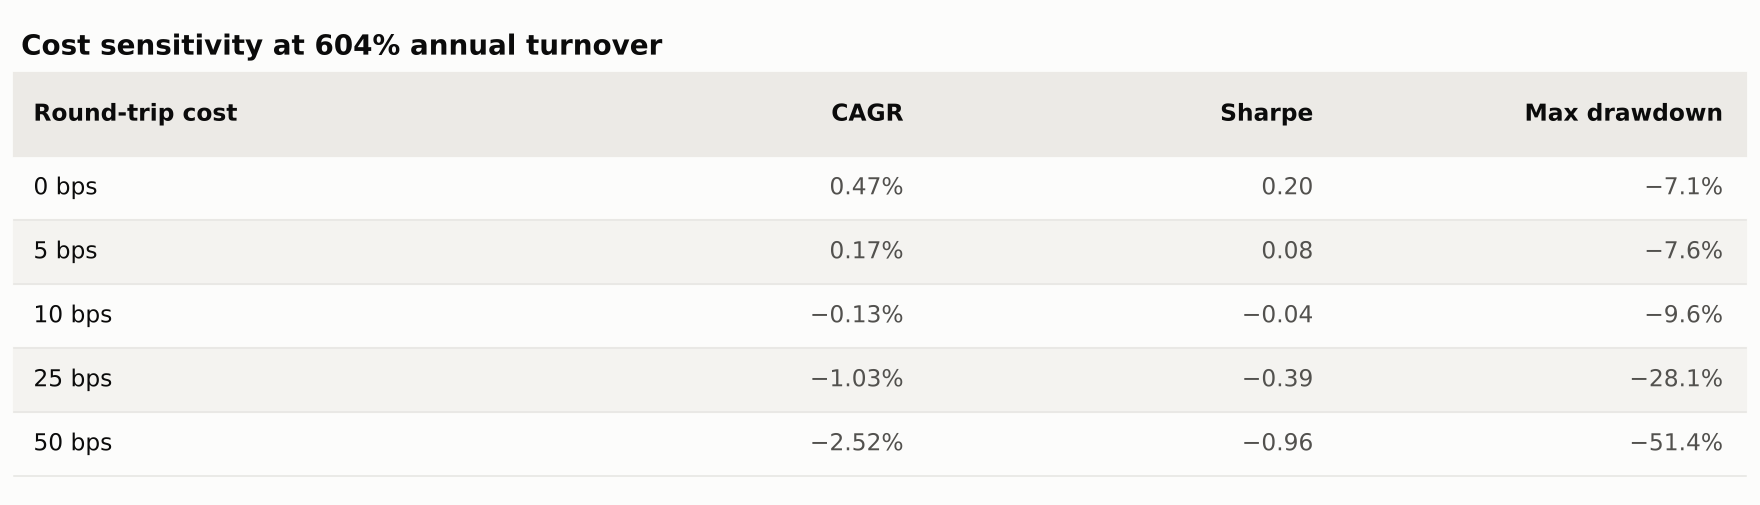 Cost sensitivity at 604% annual turnover
Round-trip cost CAGR Sharpe Max drawdown
0 bps 0.47% 0.20 −7.1%
5 bps 0.17% 0.08 −7.6%
10 bps −0.13% −0.04 −9.6%
25 bps −1.03% −0.39 −28.1%
50 bps −2.52% −0.96 −51.4%